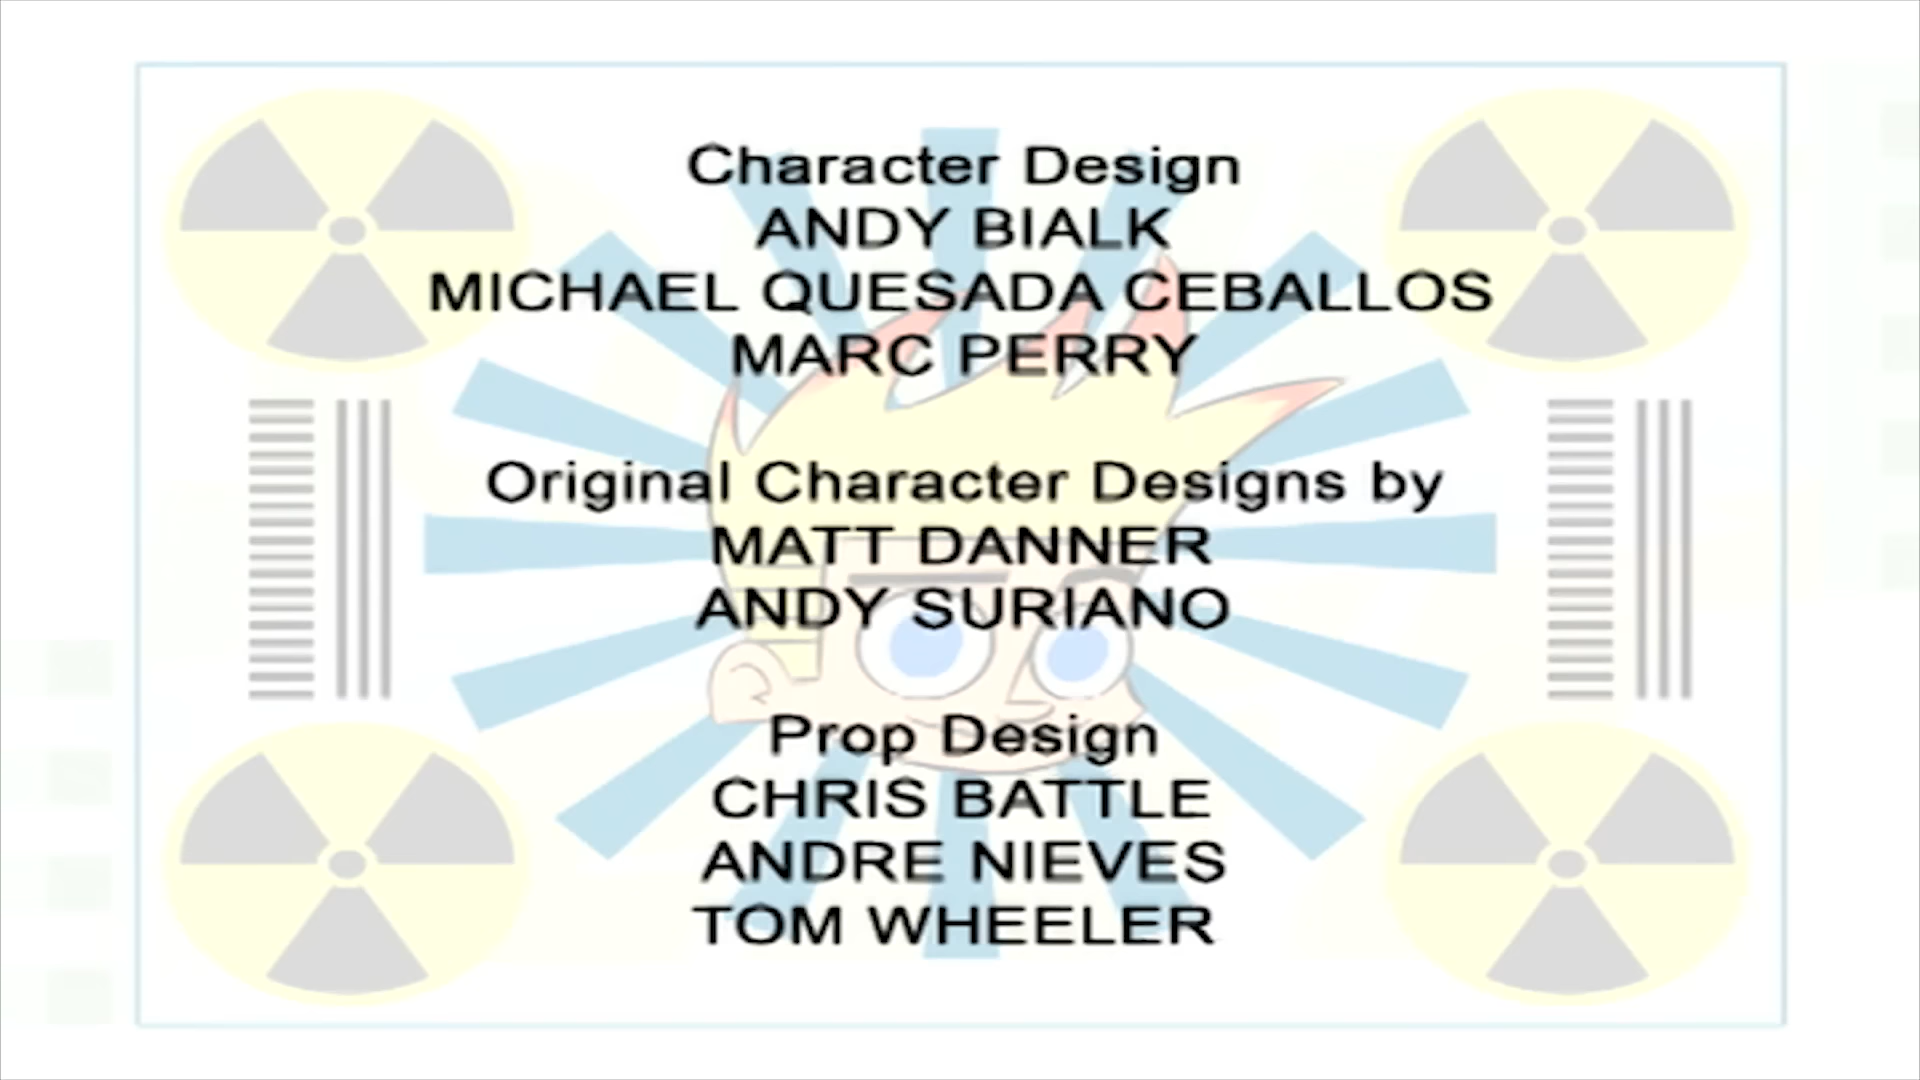 Character Design
ANDY BIALK
MICHAEL QUESADA CEBALLOS
MARC PERRY
Original Character Designs by
MATT DANNER
ANDY SURIANO
Prop Design
CHRIS BATTLE
ANDRE NIEVES
TOM WHEELER